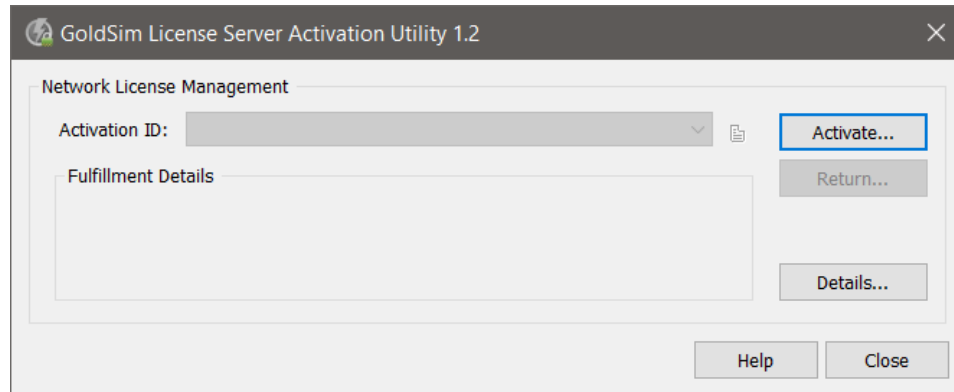 GoldSim License Server Activation Utility 1.2
Network License Management
Activation ID:
Activate...
Fulfillment Details
Return...
Details...
Help
Close